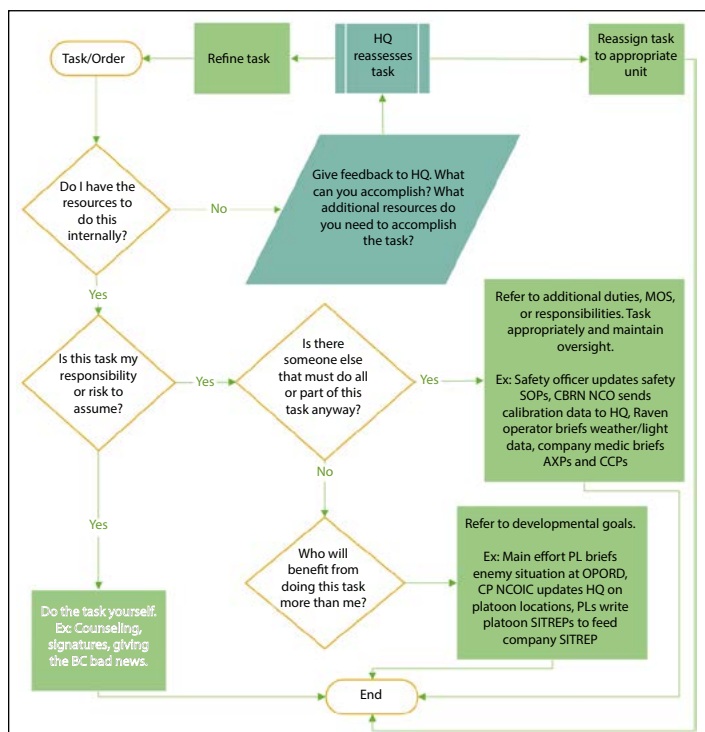 Task/Order
Refine task
HQ
reassesses
task
Reassign task
to appropriate
unit
Do I have the
resources to
do this
internally?
No
Give feedback to HQ. What
can you accomplish? What
additional resources do
you need to accomplish
the task?
Yes
Is this task my
responsibility
or risk to
assume?
Yes
Is there
someone else
that must do all
or part of this
task anyway?
Yes
Refer to additional duties, MOS,
or responsibilities. Task
appropriately and maintain
oversight.
Ex: Safety officer updates safety
SOPs, CBRN NCO sends
calibration data to HQ, Raven
operator briefs weather/light
data, company medic briefs
AXPs and CCPs
No
Yes
Who will
benefit from
doing this task
more than me?
Refer to developmental goals.
Ex: Main effort PL briefs
enemy situation at OPORD,
CP NCOIC updates HQ on
platoon locations, PLs write
platoon SITREPs to feed
company SITREP
Do the task yourself.
Ex: Counseling,
signatures, giving
the BC bad news.
End